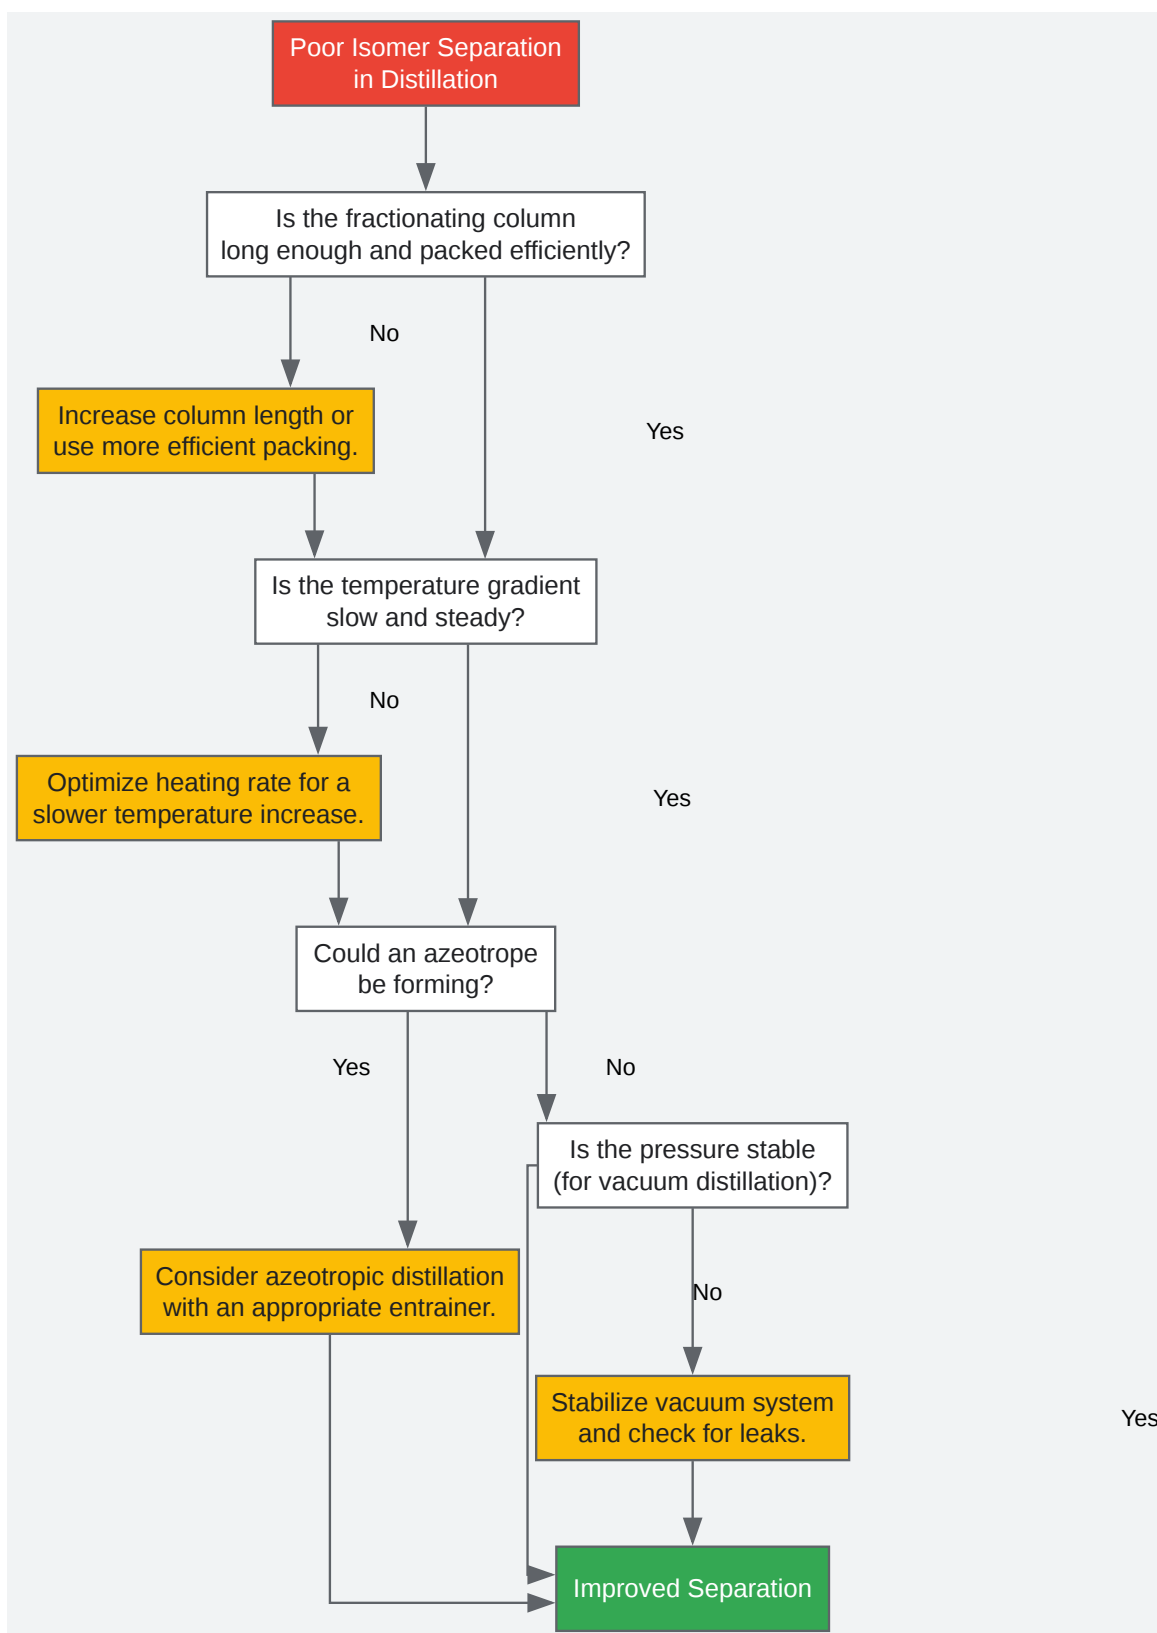 Poor Isomer Separation
in Distillation
Is the fractionating column
long enough and packed efficiently?
No
Increase column length or
use more efficient packing.
Yes
Is the temperature gradient
slow and steady?
No
Optimize heating rate for a
slower temperature increase.
Yes
Could an azeotrope
be forming?
Yes
No
Is the pressure stable
(for vacuum distillation)?
Consider azeotropic distillation
with an appropriate entrainer.
No
Stabilize vacuum system
and check for leaks.
Yes
Improved Separation